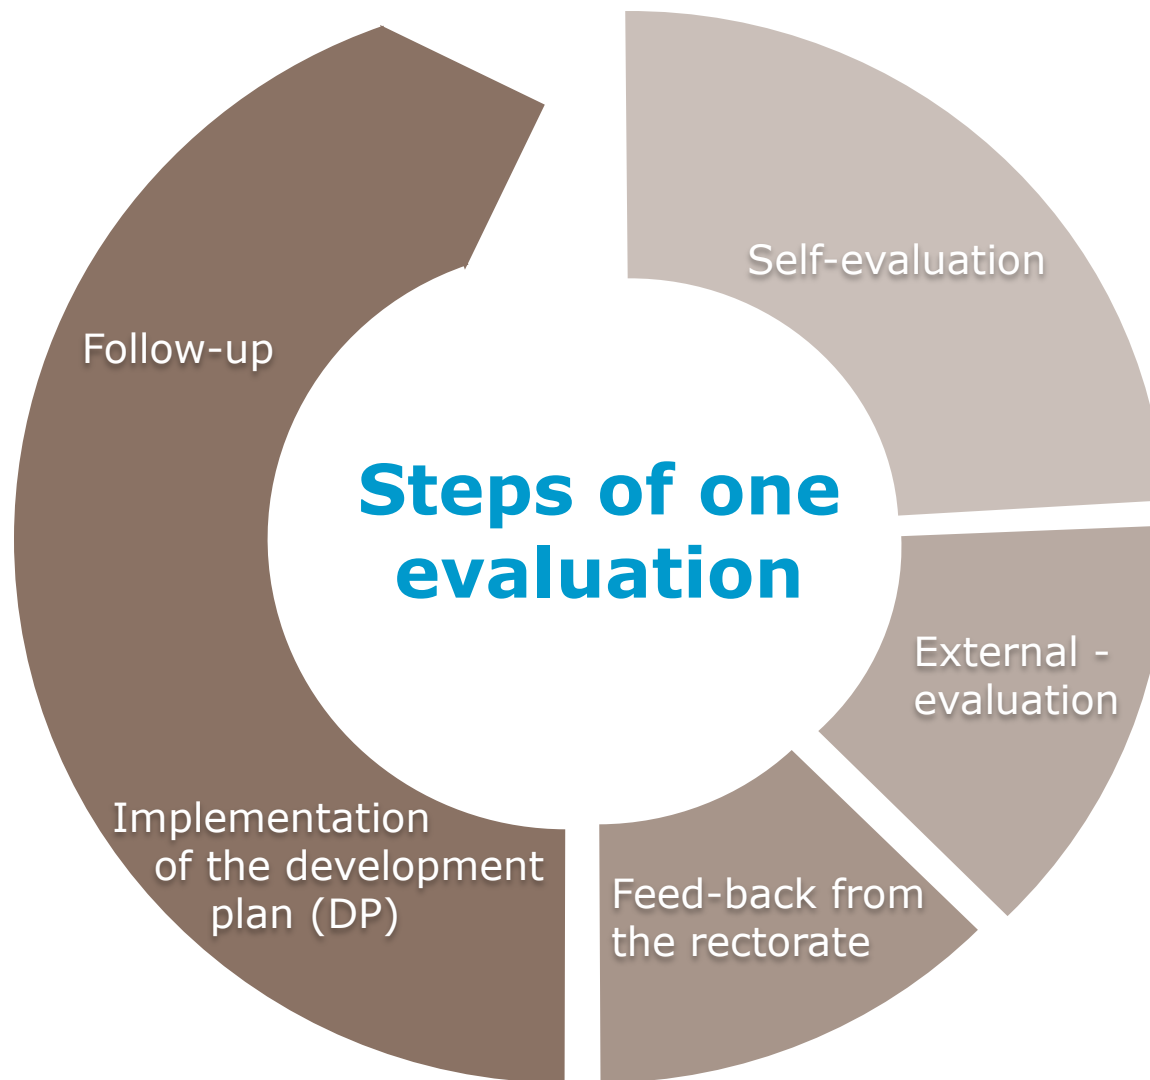 Steps of one
evaluation
Self-evaluation
External -
evaluation
Feed-back from
the rectorate
Implementation
of the development
plan (DP)
Follow-up